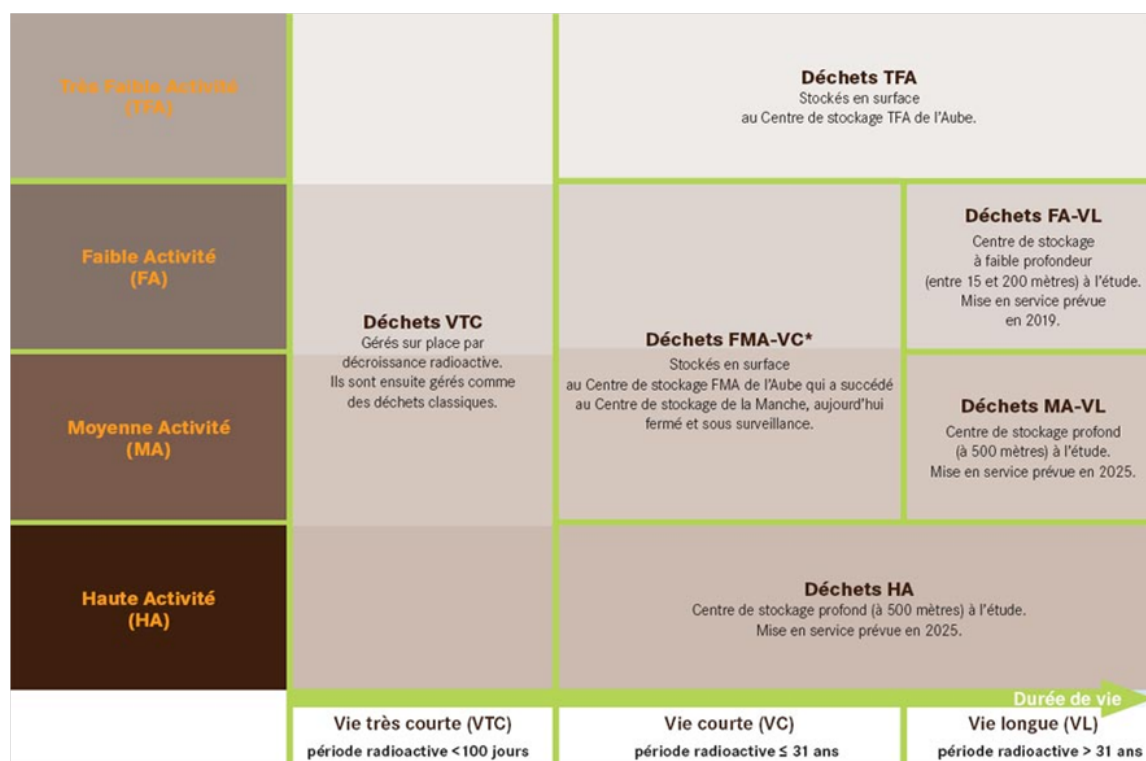 Très Faible Activité
(TFA)
Déchets TFA
Stockés en surface
au Centre de stockage TFA de l'Aube.
Faible Activité
(FA)
Déchets VTC
Gérés sur place par
décroissance radioactive.
Ils sont ensuite gérés comme
des déchets classiques.
Déchets FMA-VC*
Stockés en surface
au Centre de stockage FMA de l'Aube qui a succédé
au Centre de stockage de la Manche, aujourd'hui
fermé et sous surveillance.
Déchets FA-VL
Centre de stockage
à faible profondeur
(entre 15 et 200 mètres) à l'étude.
Mise en service prévue
en 2019.
Moyenne Activité
(MA)
Déchets MA-VL
Centre de stockage profond
(à 500 mètres) à l'étude.
Mise en service prévue en 2025.
Haute Activité
(HA)
Déchets HA
Centre de stockage profond (à 500 mètres) à l'étude.
Mise en service prévue en 2025.
Durée de vie
Vie très courte (VTC)
période radioactive <100 jours
Vie courte (VC)
période radioactive ≤ 31 ans
Vie longue (VL)
période radioactive > 31 ans